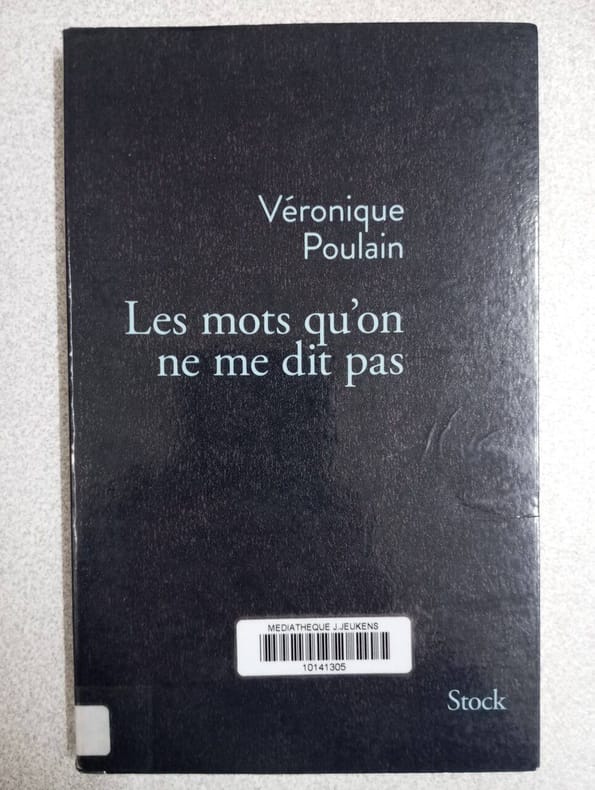 Véronique
Poulain
Les mots qu'on
ne me dit pas
MEDIATHEQUE J.JEUKENS
10141305
Stock